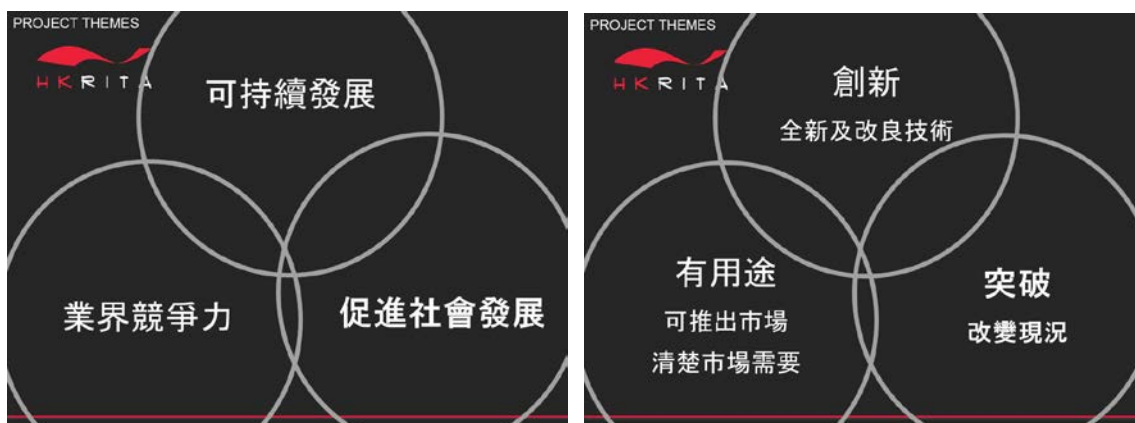 PROJECT THEMES
HKRITA
可持續發展
業界競爭力
促進社會發展
PROJECT THEMES
HKRITA
創新
全新及改良技術
有用途
可推出市場
清楚市場需要
突破
改變現況